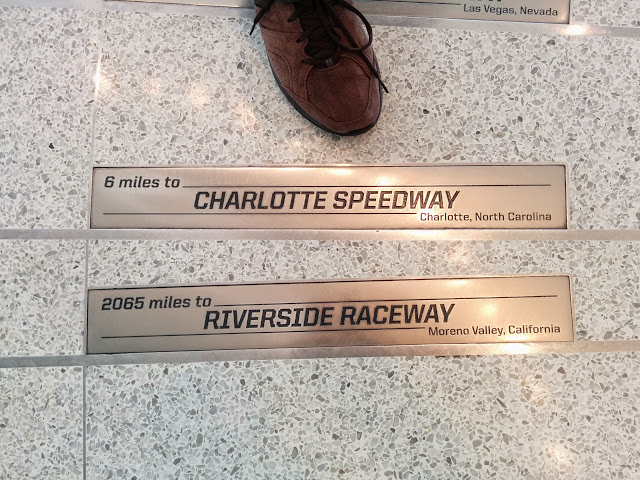 Las Vegas, Nevada
6 miles to
CHARLOTTE SPEEDWAY
Charlotte, North Carolina
2065 miles to
RIVERSIDE RACEWAY
Moreno Valley, California